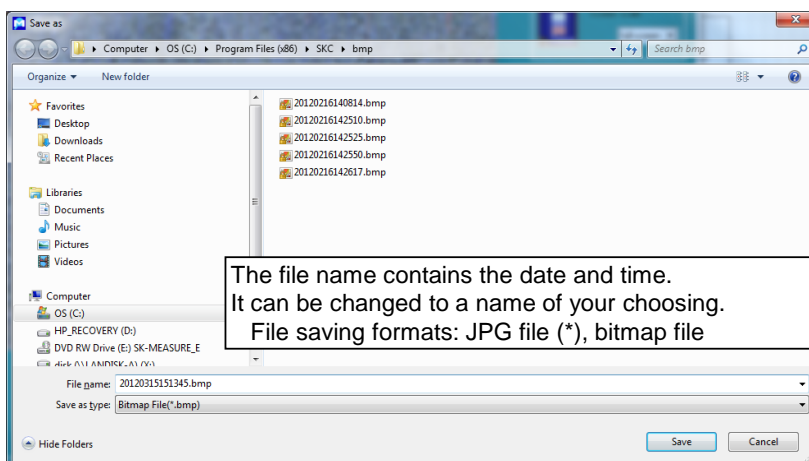 Save as
Computer ▸ OS (C:) ▸ Program Files (x86) ▸ SKC ▸ bmp
Search bmp
Organize ▾ New folder
Favorites
Desktop
Downloads
Recent Places
Libraries
Documents
Music
Pictures
Videos
Computer
OS (C:)
HP_RECOVERY (D:)
DVD RW Drive (E:) SK-MEASURE_E
disk (\\LANDISK-A) (X:)
20120216140814.bmp
20120216142510.bmp
20120216142525.bmp
20120216142550.bmp
20120216142617.bmp
The file name contains the date and time.
It can be changed to a name of your choosing.
File saving formats: JPG file (*), bitmap file
File name: 20120315151345.bmp
Save as type: Bitmap File(*.bmp)
Hide Folders
Save Cancel